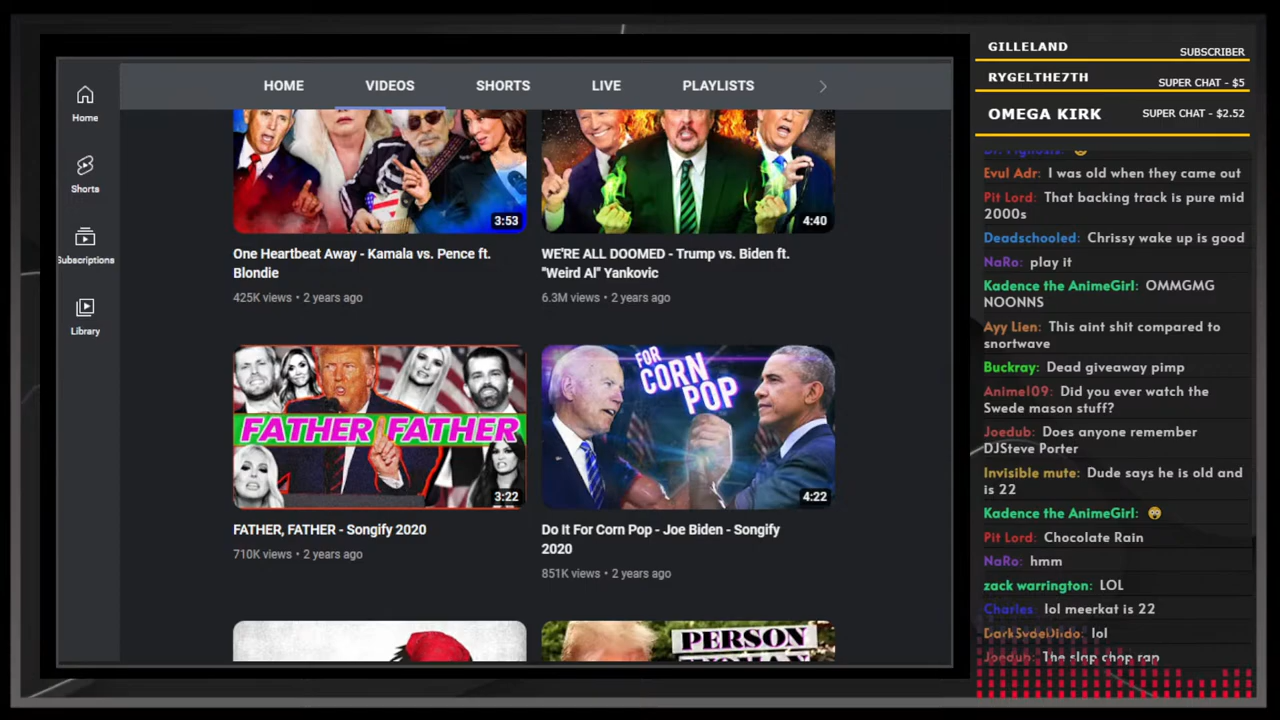 HOME
VIDEOS
SHORTS
LIVE
PLAYLISTS
Home
Shorts
Subscriptions
Library
3:53
One Heartbeat Away - Kamala vs. Pence ft.
Blondie
425K views • 2 years ago
4:40
WE'RE ALL DOOMED - Trump vs. Biden ft.
"Weird Al" Yankovic
6.3M views • 2 years ago
FATHER FATHER
3:22
FATHER, FATHER - Songify 2020
710K views • 2 years ago
FOR
CORN
POP
4:22
Do It For Corn Pop - Joe Biden - Songify
2020
851K views • 2 years ago
PERSON
GILLELAND
SUBSCRIBER
RYGELTHE7TH
SUPER CHAT - $5
OMEGA KIRK
SUPER CHAT - $2.52
Evul Adr: I was old when they came out
Pit Lord: That backing track is pure mid
2000s
Deadschooled: Chrissy wake up is good
NaRo: play it
Kadence the AnimeGirl: OMMGMG
NOONNS
Ayy Lien: This aint shit compared to
snortwave
Buckray: Dead giveaway pimp
Animel09: Did you ever watch the
Swede mason stuff?
Joedub: Does anyone remember
DJSteve Porter
Invisible mute: Dude says he is old and
is 22
Kadence the AnimeGirl: 😨
Pit Lord: Chocolate Rain
NaRo: hmm
zack warrington: LOL
Charles: lol meerkat is 22
lol
Joedub: The slap chop rap